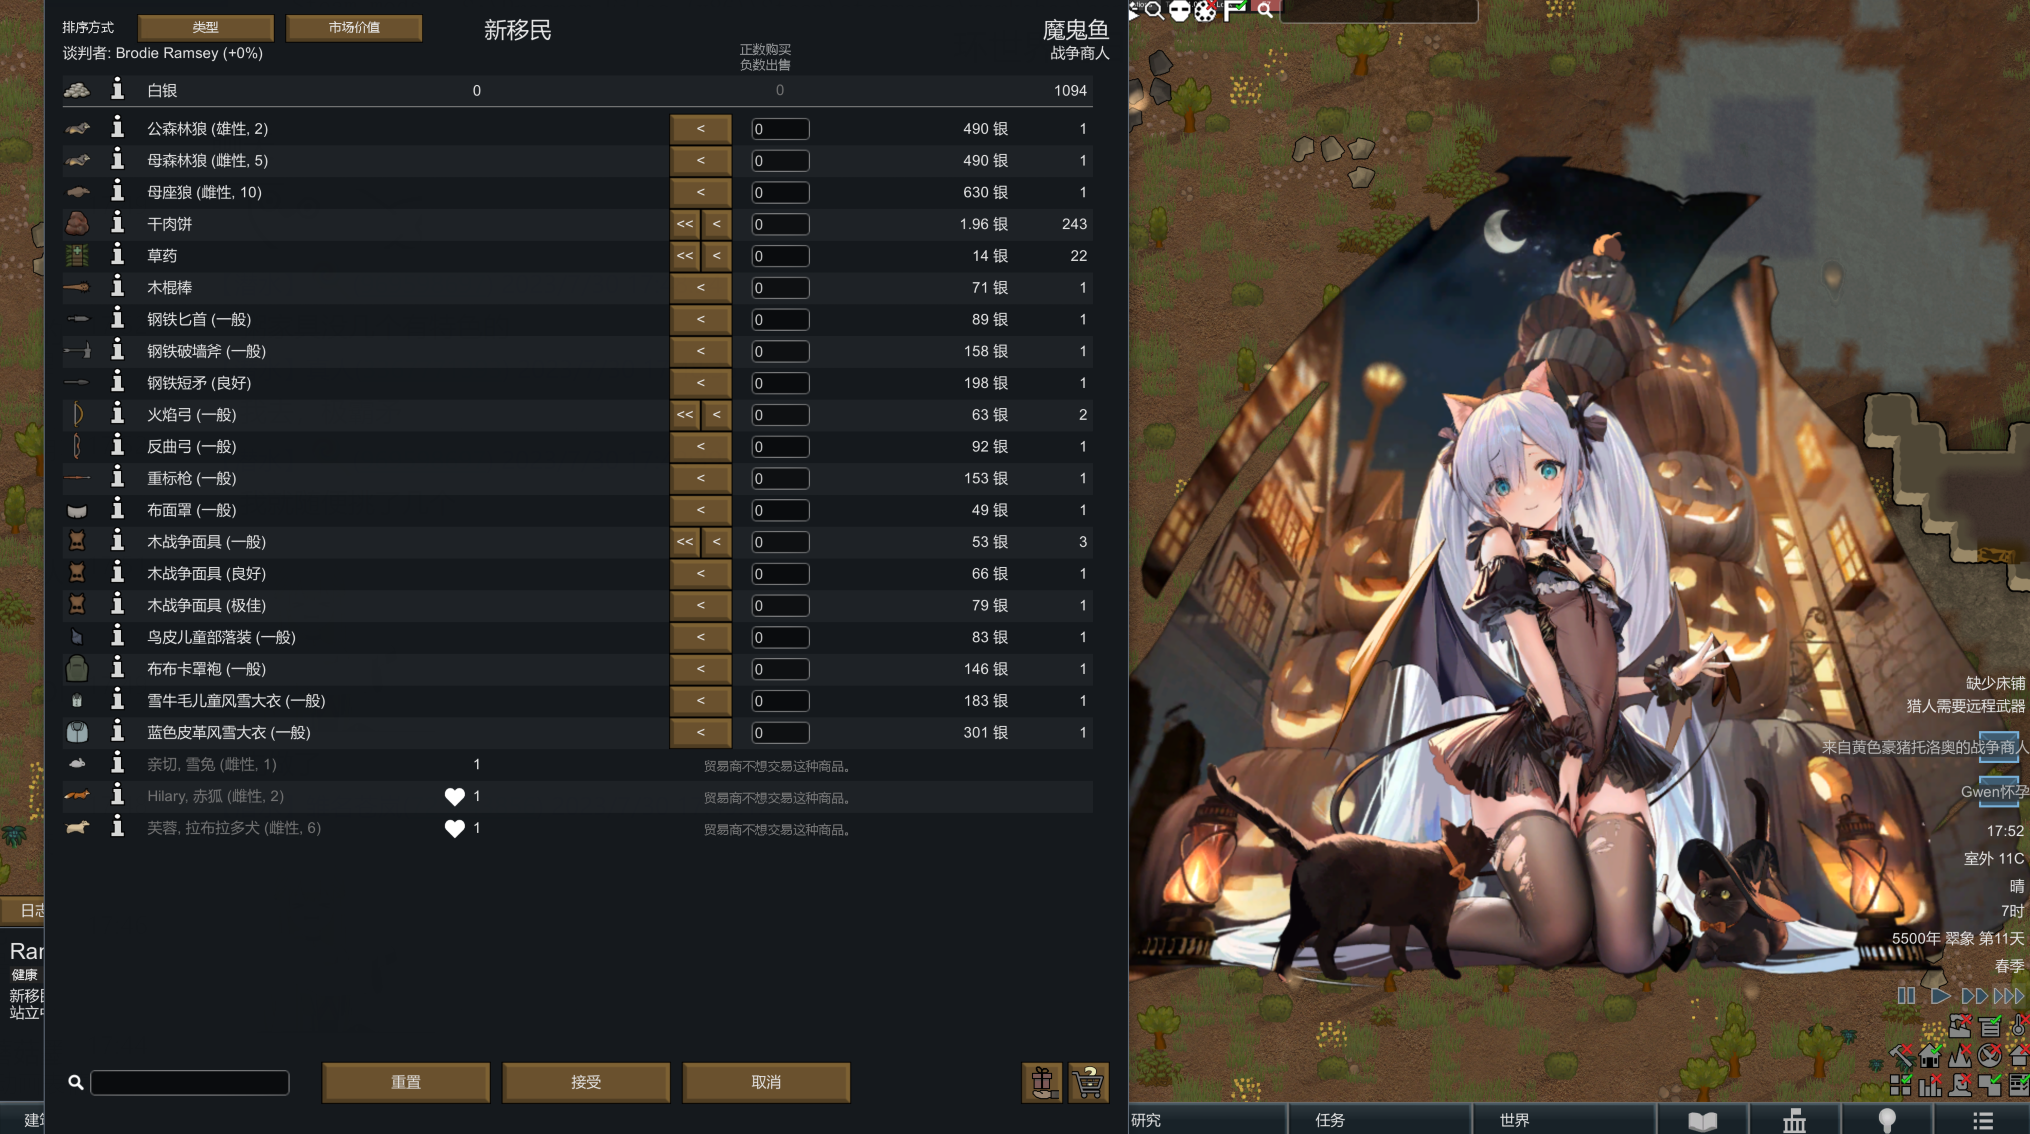 排序方式 类型 市场价值 新移民 魔鬼鱼
谈判者: Brodie Ramsey (+0%) 正数购买 战争商人
负数出售
白银 0 0 1094
公森林狼 (雄性, 2) < 0 490 银 1
母森林狼 (雌性, 5) < 0 490 银 1
母座狼 (雌性, 10) < 0 630 银 1
干肉饼 << < 0 1.96 银 243
草药 << < 0 14 银 22
木棍棒 < 0 71 银 1
钢铁匕首 (一般) < 0 89 银 1
钢铁破墙斧 (一般) < 0 158 银 1
钢铁短矛 (良好) < 0 198 银 1
火焰弓 (一般) << < 0 63 银 2
反曲弓 (一般) < 0 92 银 1
重标枪 (一般) < 0 153 银 1
布面罩 (一般) < 0 49 银 1
木战争面具 (一般) << < 0 53 银 3
木战争面具 (良好) < 0 66 银 1
木战争面具 (极佳) < 0 79 银 1
鸟皮儿童部落装 (一般) < 0 83 银 1
布布卡罩袍 (一般) < 0 146 银 1
雪牛毛儿童风雪大衣 (一般) < 0 183 银 1
蓝色皮革风雪大衣 (一般) < 0 301 银 1
亲切, 雪兔 (雌性, 1) 1 贸易商不想交易这种商品。
Hilary, 赤狐 (雌性, 2) 1 贸易商不想交易这种商品。
芙蓉, 拉布拉多犬 (雌性, 6) 1 贸易商不想交易这种商品。
重置 接受 取消
日志
Rar
健康
新移民
站立中
建筑
缺少床铺
猎人需要远程武器
来自黄色豪猪托洛奥的战争商人
Gwen怀孕
17:52
室外 11C
晴
7时
5500年 翠象 第11天
春季
研究 任务 世界